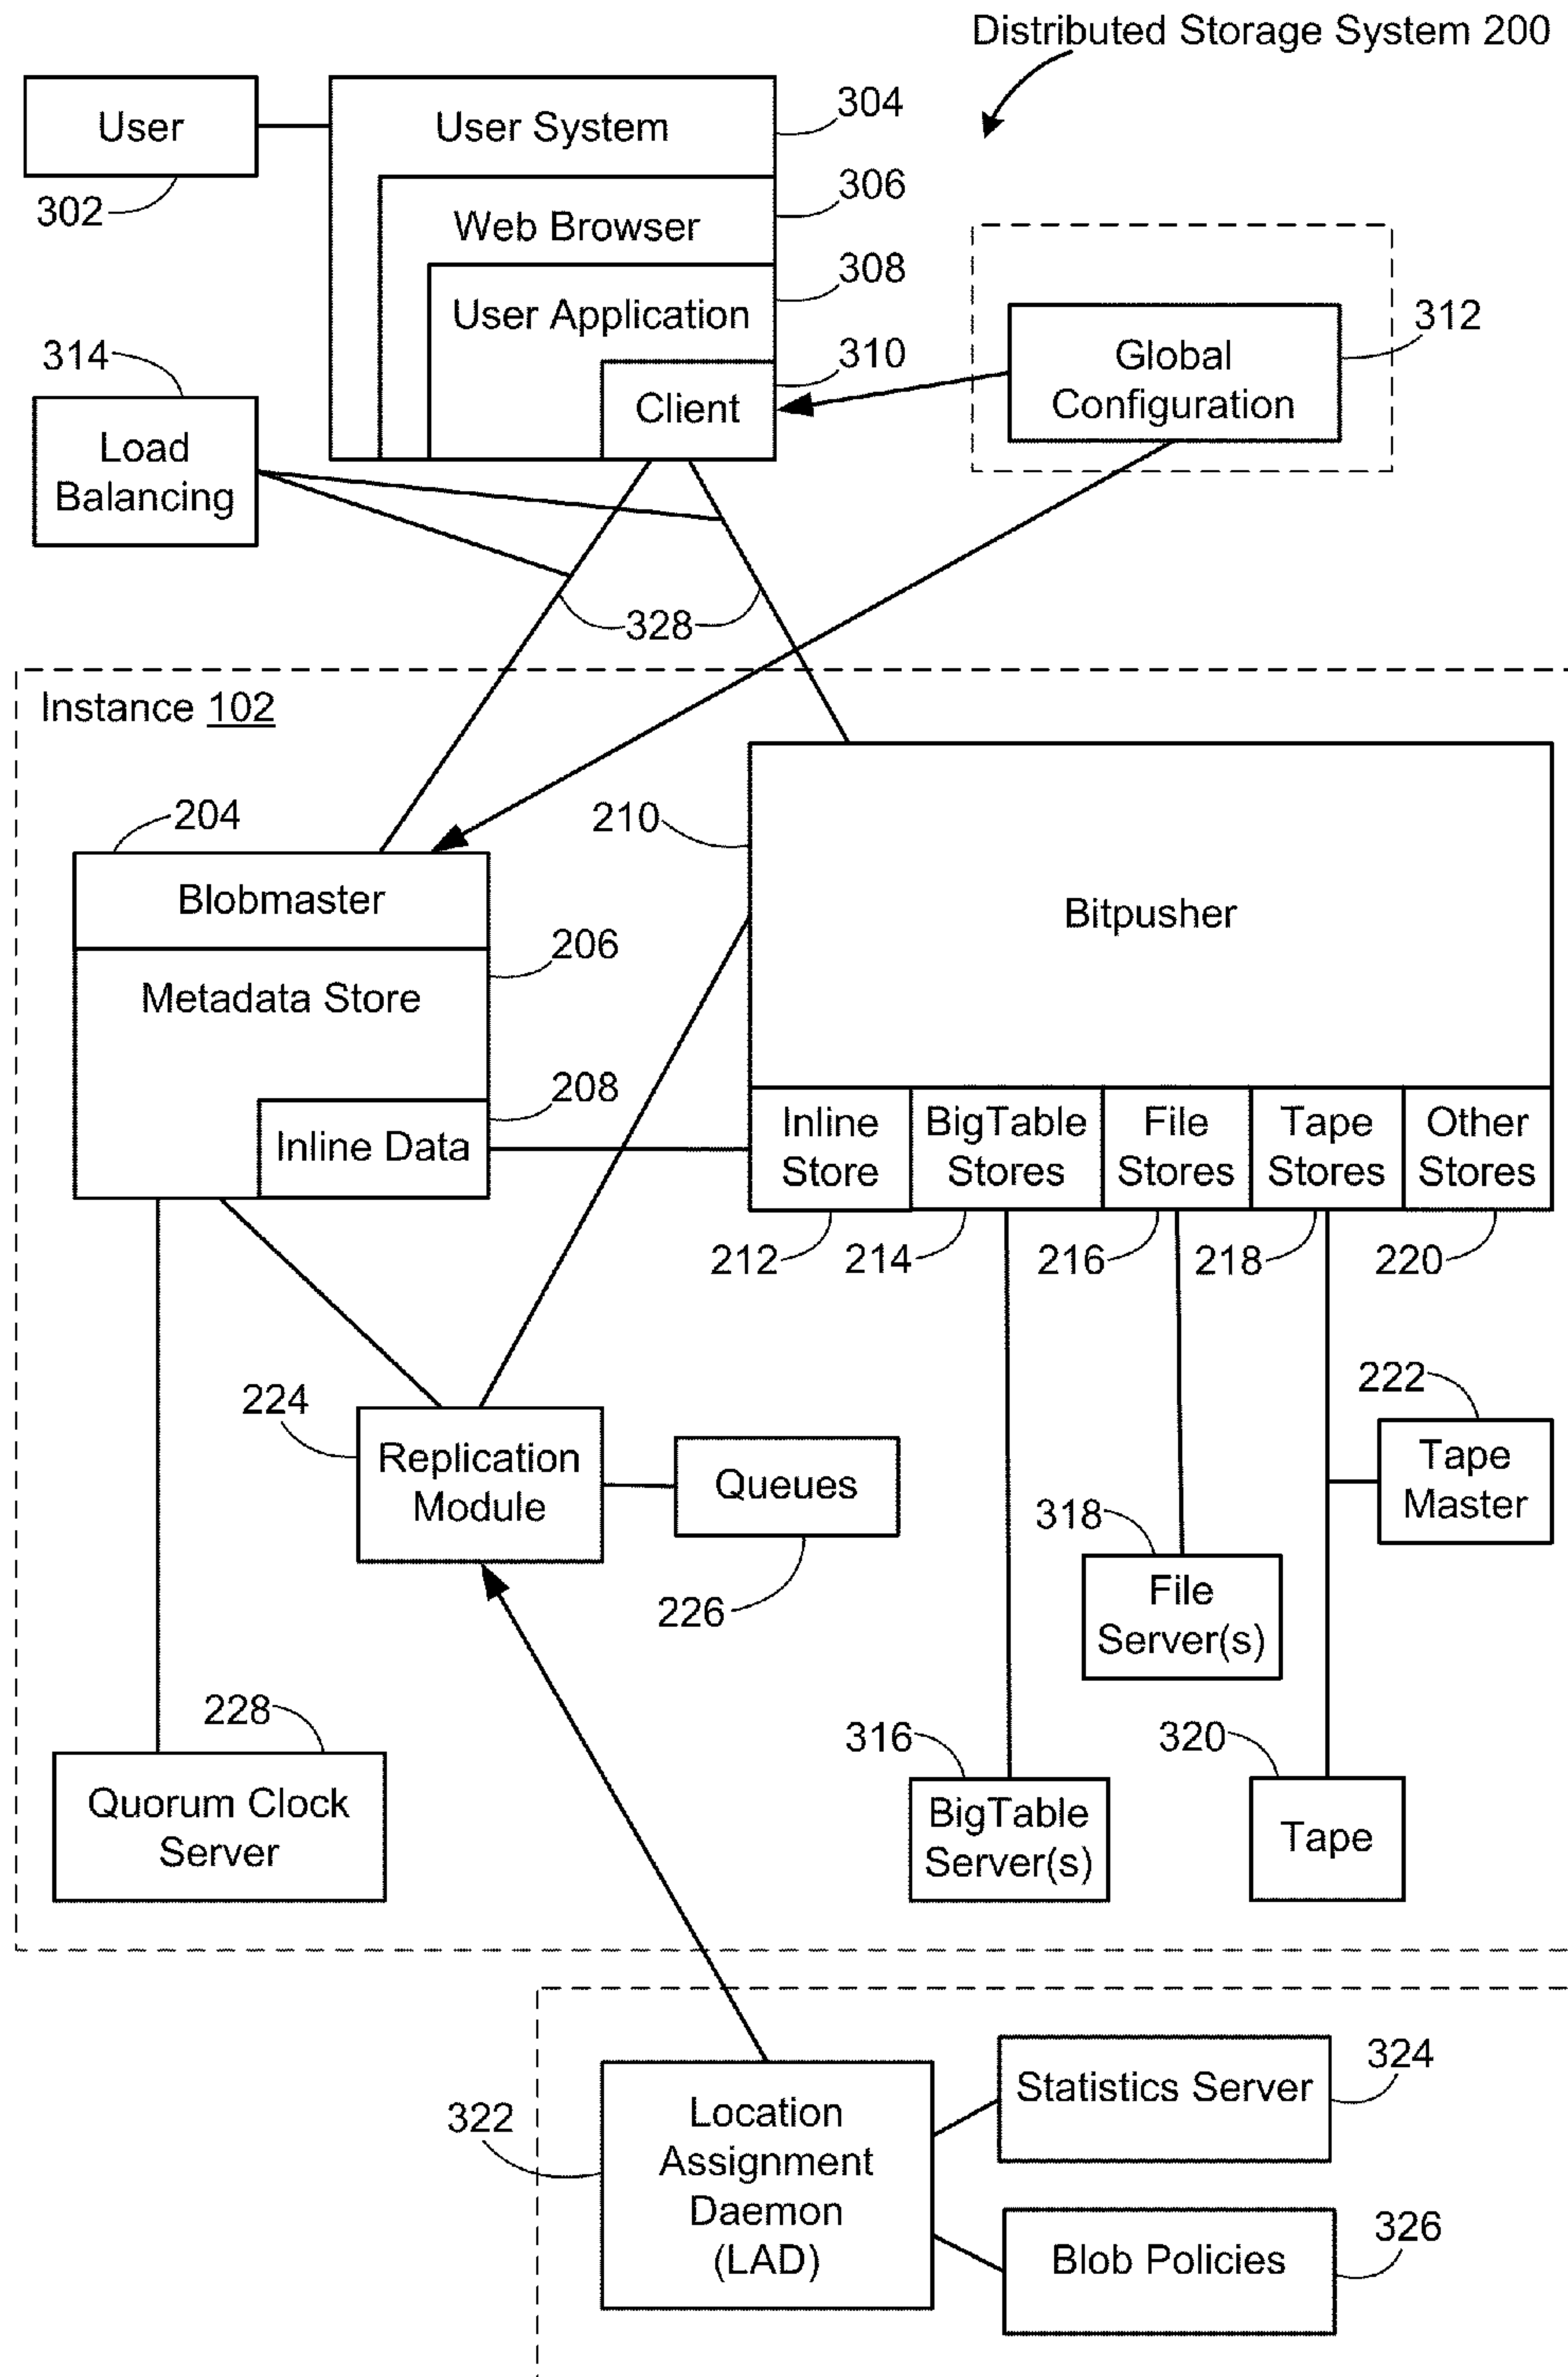 Distributed Storage System 200
User
302
User System
304
Web Browser
306
User Application
308
Client
310
Global
Configuration
312
314
Load
Balancing
328
Instance 102
204
Blobmaster
206
Metadata Store
208
Inline Data
210
Bitpusher
Inline
Store
BigTable
Stores
File
Stores
Tape
Stores
Other
Stores
212
214
216
218
220
224
Replication
Module
Queues
226
222
Tape
Master
318
File
Server(s)
228
Quorum Clock
Server
316
BigTable
Server(s)
320
Tape
322
Location
Assignment
Daemon
(LAD)
Statistics Server
324
Blob Policies
326